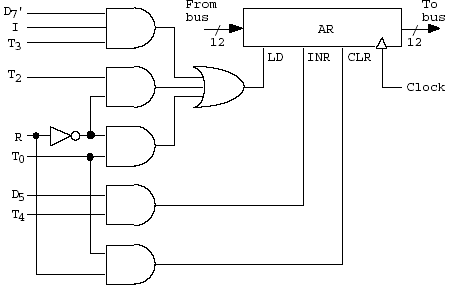 From
bus
12
AR
To
bus
12
LD INR CLR
Clock
D7'
I
T3
T2
R
T0
D5
T4